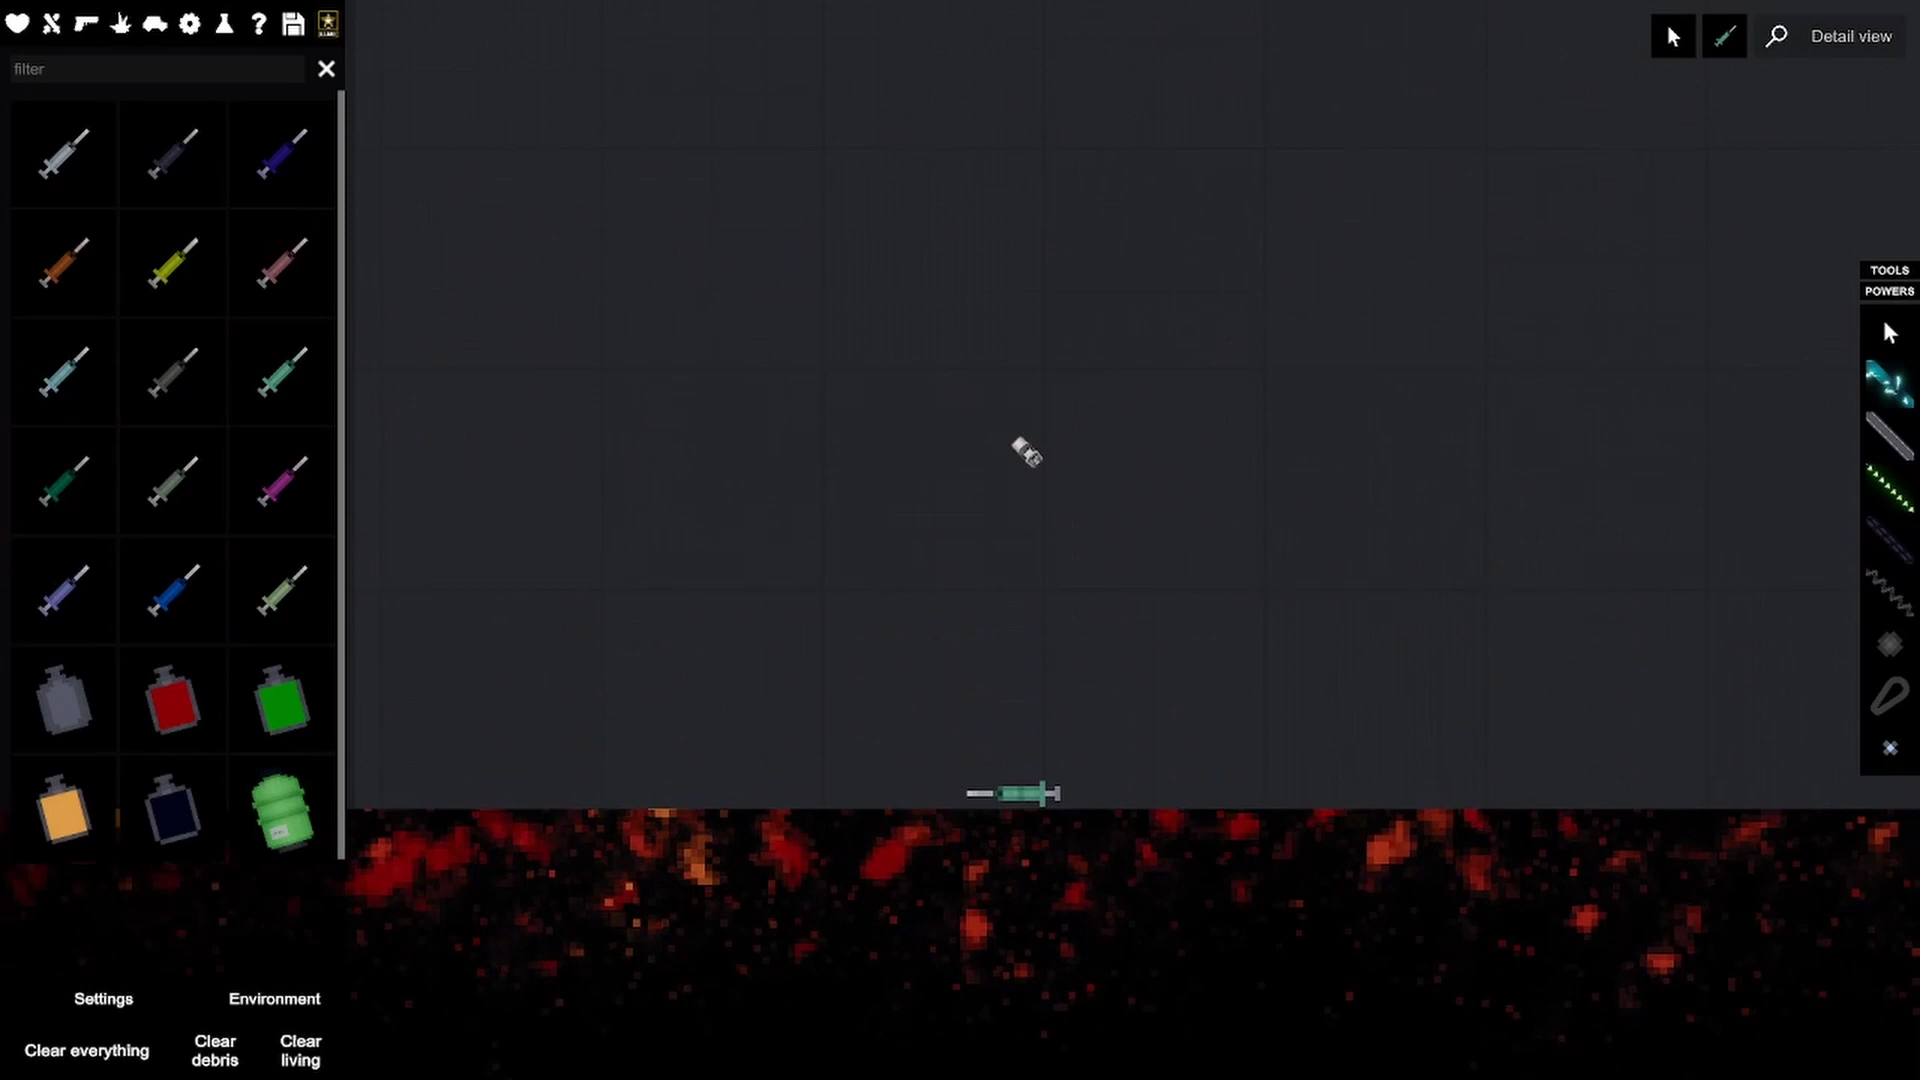 filter
Detail view
TOOLS
POWERS
Settings
Environment
Clear everything
Clear
debris
Clear
living